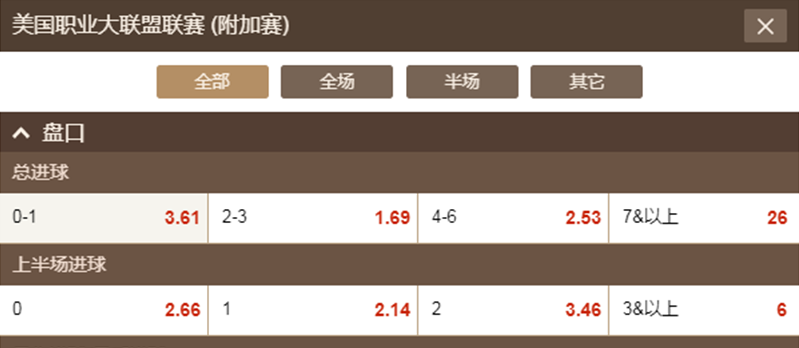 美国职业大联盟联赛 (附加赛)
全部 全场 半场 其它
盘口
总进球
0-1 3.61 2-3 1.69 4-6 2.53 7&以上 26
上半场进球
0 2.66 1 2.14 2 3.46 3&以上 6